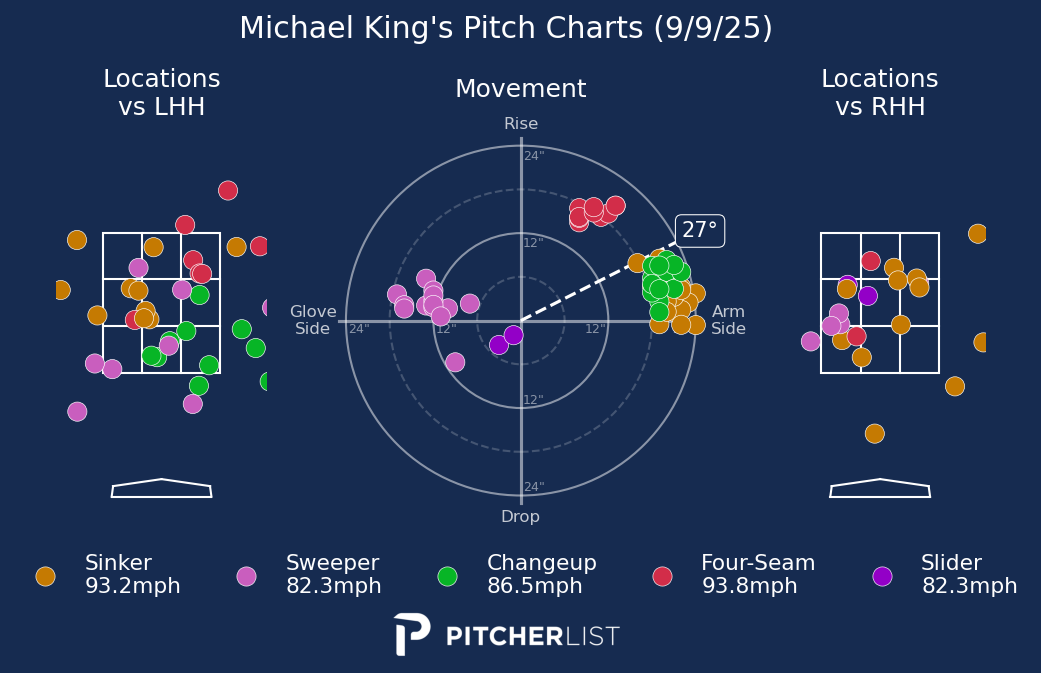 Michael King's Pitch Charts (9/9/25)
Locations
vs LHH
Movement
Locations
vs RHH
Rise
24"
12"
27°
Glove
Side
24"
12"
12"
Arm
Side
12"
24"
Drop
Sinker
93.2mph
Sweeper
82.3mph
Changeup
86.5mph
Four-Seam
93.8mph
Slider
82.3mph
PITCHERLIST